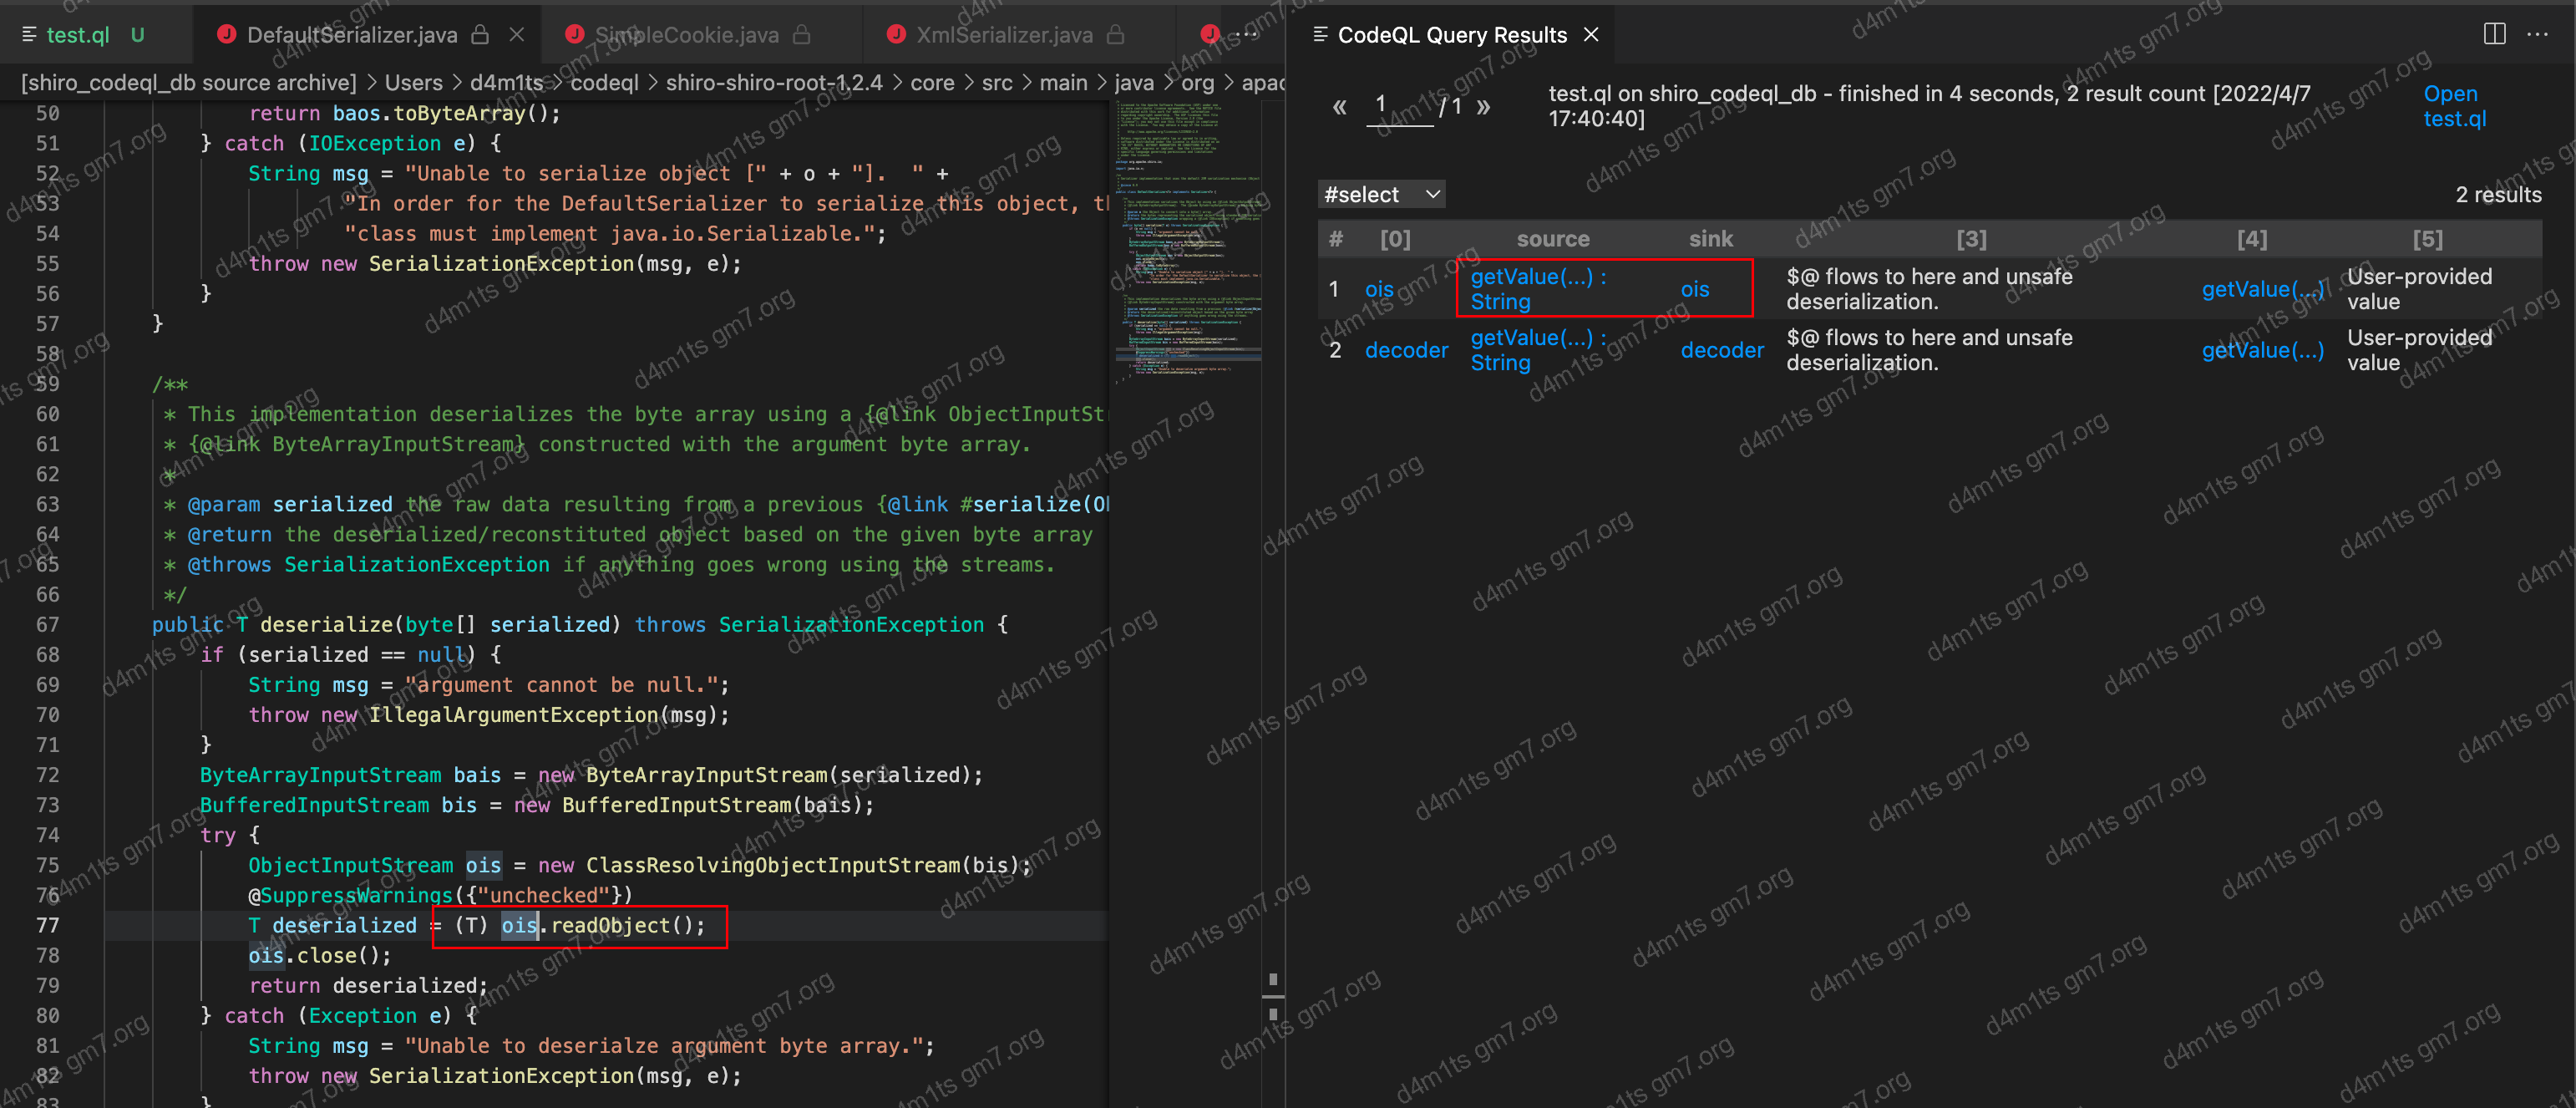 test.ql U DefaultSerializer.java SimpleCookie.java XmlSerializer.java ···
[shiro_codeql_db source archive] > Users > d4m1ts > codeql > shiro-shiro-root-1.2.4 > core > src > main > java > org > apac
50 return baos.toByteArray();
51 } catch (IOException e) {
52 String msg = "Unable to serialize object [" + o + "].  " +
53 "In order for the DefaultSerializer to serialize this object, t
54 "class must implement java.io.Serializable.";
55 throw new SerializationException(msg, e);
56 }
57 }
58
59 /**
60 * This implementation deserializes the byte array using a {@link ObjectInputSt
61 * {@link ByteArrayInputStream} constructed with the argument byte array.
62 *
63 * @param serialized the raw data resulting from a previous {@link #serialize(O
64 * @return the deserialized/reconstituted object based on the given byte array
65 * @throws SerializationException if anything goes wrong using the streams.
66 */
67 public T deserialize(byte[] serialized) throws SerializationException {
68 if (serialized == null) {
69 String msg = "argument cannot be null.";
70 throw new IllegalArgumentException(msg);
71 }
72 ByteArrayInputStream bais = new ByteArrayInputStream(serialized);
73 BufferedInputStream bis = new BufferedInputStream(bais);
74 try {
75 ObjectInputStream ois = new ClassResolvingObjectInputStream(bis);
76 @SuppressWarnings({"unchecked"})
77 T deserialized = (T) ois.readObject();
78 ois.close();
79 return deserialized;
80 } catch (Exception e) {
81 String msg = "Unable to deserialze argument byte array.";
82 throw new SerializationException(msg, e);
83 }
CodeQL Query Results
« 1 / 1 »
test.ql on shiro_codeql_db - finished in 4 seconds, 2 result count [2022/4/7
17:40:40]
Open
test.ql
#select
2 results
# [0] source sink [3] [4] [5]
1 ois getValue(...) : String ois $@ flows to here and unsafe deserialization. getValue(...) User-provided value
2 decoder getValue(...) : String decoder $@ flows to here and unsafe deserialization. getValue(...) User-provided value
d4m1ts gm7.org